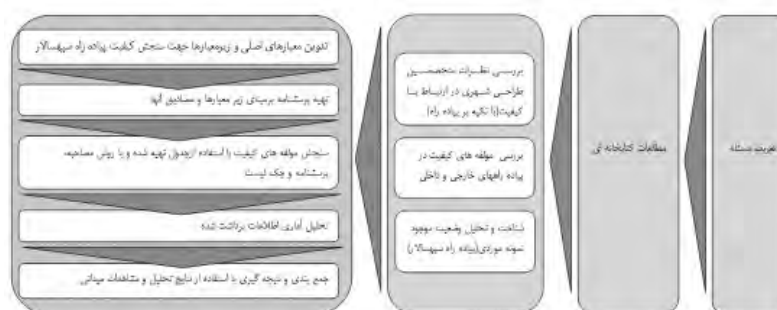 تعریف مسئله
مطالعات کتابخانه ای
بررسی نظرات متخصصین
طراحی شهری در ارتباط با
کیفیت(با تکیه بر پیاده راه)
بررسی مولفه های کیفیت در
پیاده راههای خارجی و داخلی
شناخت و تحلیل وضعیت موجود
نمونه موردی(پیاده راه سپهسالار)
تدوین معیارهای اصلی و زیرمعیارها جهت سنجش کیفیت پیاده راه سپهسالار
تهیه پرسشنامه برمبنای زیر معیارها و مصادیق آنها
سنجش مولفه های کیفیت با استفاده ازجدول تهیه شده و با روش مصاحبه،
پرسشنامه و چک لیست
تحلیل آماری اطلاعات برداشت شده
جمع بندی و نتیجه گیری با استفاده از نتایج تحلیل و مشاهدات میدانی